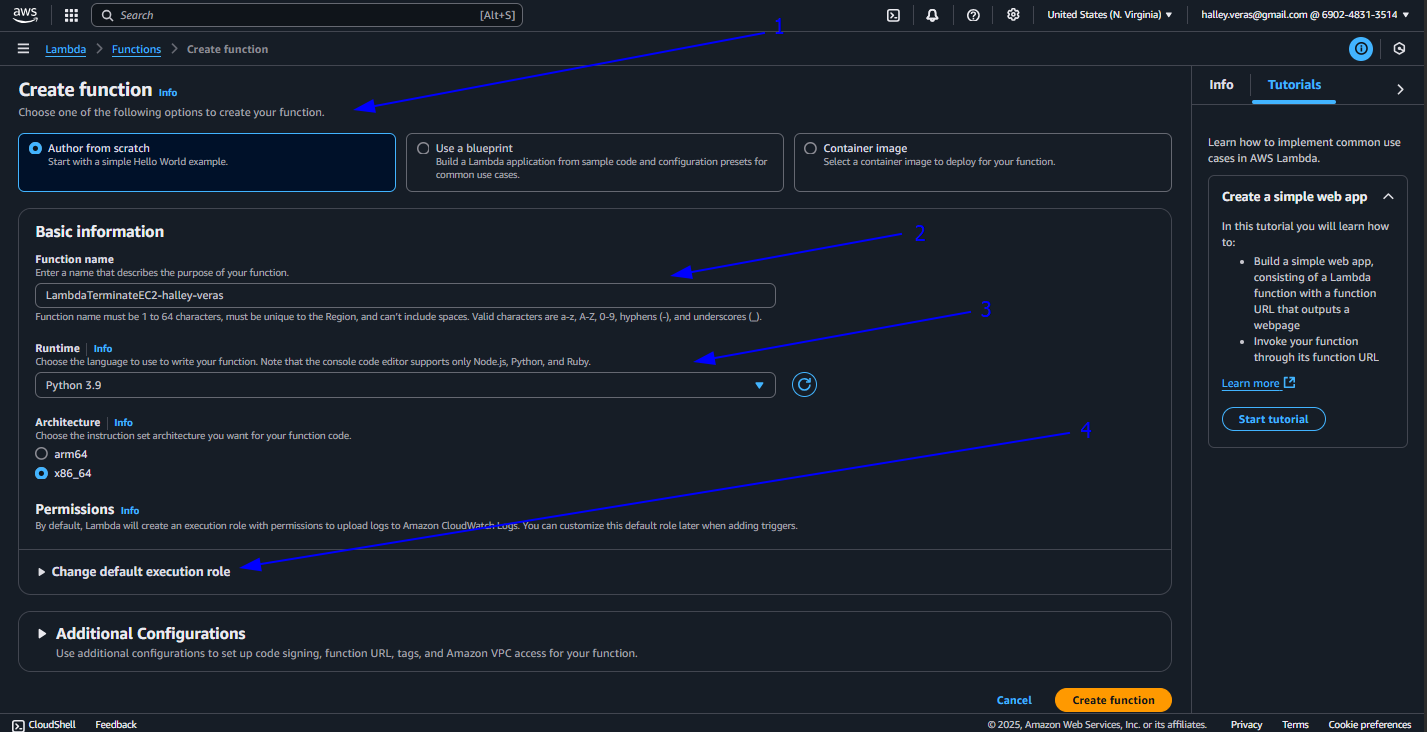 aws
Search [Alt+S]
United States (N. Virginia)
halley.veras@gmail.com @ 6902-4831-3514
1
Lambda > Functions > Create function
Create function Info
Choose one of the following options to create your function.
Author from scratch
Start with a simple Hello World example.
Use a blueprint
Build a Lambda application from sample code and configuration presets for
common use cases.
Container image
Select a container image to deploy for your function.
Basic information
2
Function name
Enter a name that describes the purpose of your function.
LambdaTerminateEC2-halley-veras
Function name must be 1 to 64 characters, must be unique to the Region, and can't include spaces. Valid characters are a-z, A-Z, 0-9, hyphens (-), and underscores (_).
3
Runtime Info
Choose the language to use to write your function. Note that the console code editor supports only Node.js, Python, and Ruby.
Python 3.9
Architecture Info
4
Choose the instruction set architecture you want for your function code.
arm64
x86_64
Permissions Info
By default, Lambda will create an execution role with permissions to upload logs to Amazon CloudWatch Logs. You can customize this default role later when adding triggers.
Change default execution role
Additional Configurations
Use additional configurations to set up code signing, function URL, tags, and Amazon VPC access for your function.
Cancel
Create function
Info
Tutorials
Learn how to implement common use
cases in AWS Lambda.
Create a simple web app
In this tutorial you will learn how
to:
• Build a simple web app,
consisting of a Lambda
function with a function
URL that outputs a
webpage
• Invoke your function
through its function URL
Learn more
Start tutorial
CloudShell
Feedback
© 2025, Amazon Web Services, Inc. or its affiliates.
Privacy
Terms
Cookie preferences